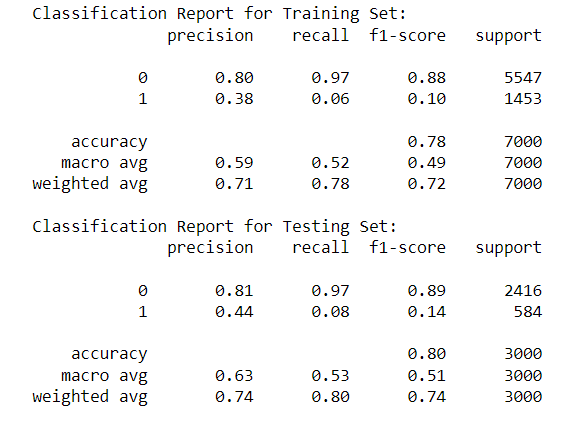 Classification Report for Training Set:
precision recall f1-score support
0 0.80 0.97 0.88 5547
1 0.38 0.06 0.10 1453
accuracy 0.78 7000
macro avg 0.59 0.52 0.49 7000
weighted avg 0.71 0.78 0.72 7000
Classification Report for Testing Set:
precision recall f1-score support
0 0.81 0.97 0.89 2416
1 0.44 0.08 0.14 584
accuracy 0.80 3000
macro avg 0.63 0.53 0.51 3000
weighted avg 0.74 0.80 0.74 3000